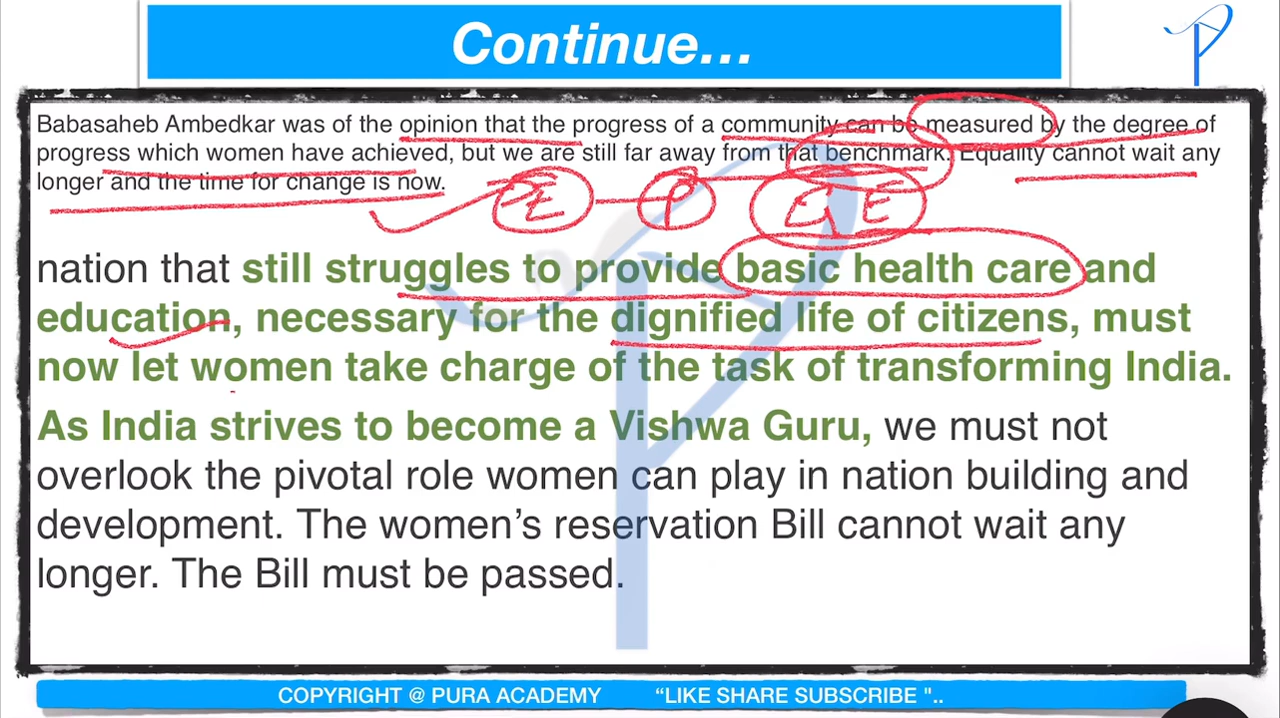 Continue...
Babasaheb Ambedkar was of the opinion that the progress of a community can be measured by the degree of
progress which women have achieved, but we are still far away from that benchmark. Equality cannot wait any
longer and the time for change is now.
E P G E
nation that still struggles to provide basic health care and
education, necessary for the dignified life of citizens, must
now let women take charge of the task of transforming India.
As India strives to become a Vishwa Guru, we must not
overlook the pivotal role women can play in nation building and
development. The women’s reservation Bill cannot wait any
longer. The Bill must be passed.
COPYRIGHT @ PURA ACADEMY “LIKE SHARE SUBSCRIBE "..